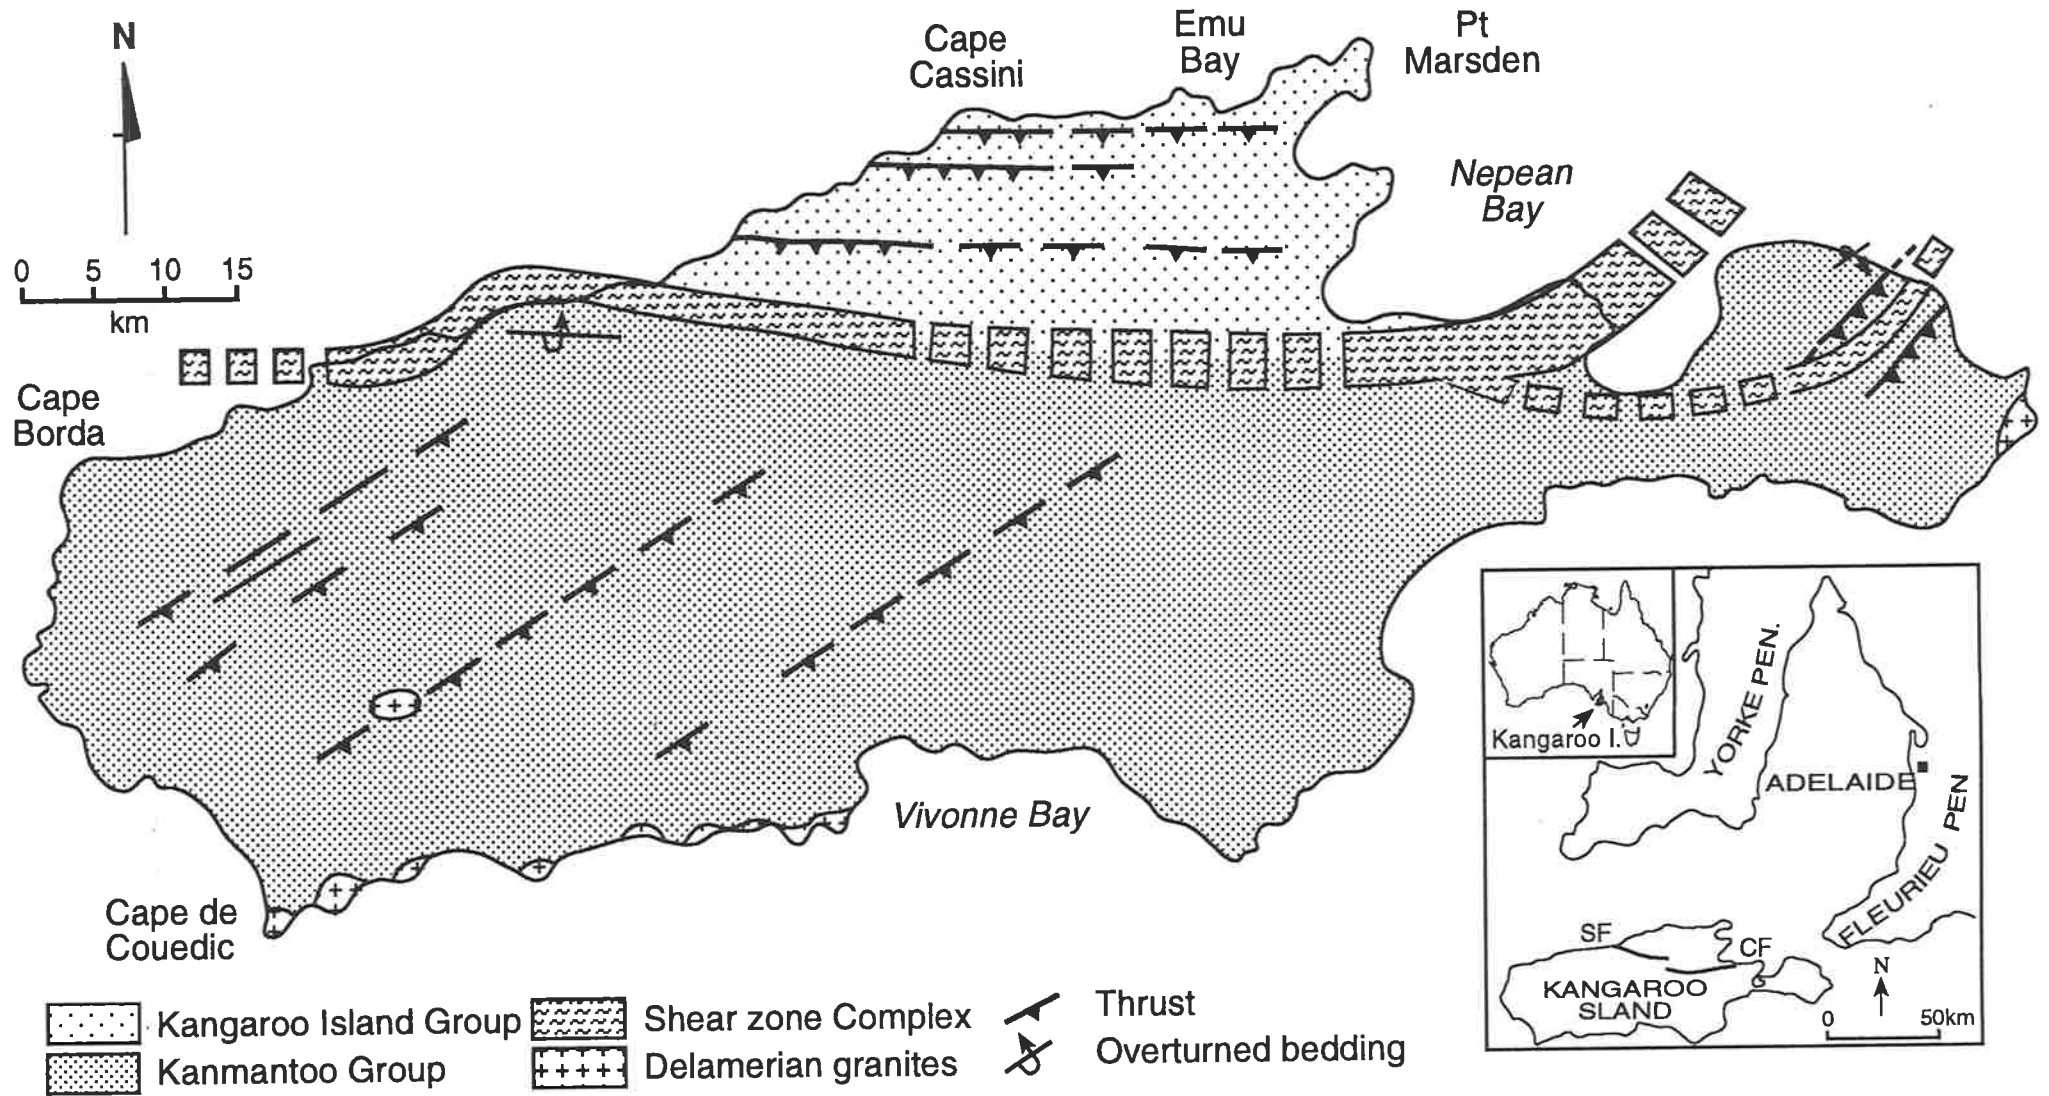 N
Cape
Cassini
Emu
Bay
Pt
Marsden
Nepean
Bay
0 5 10 15
km
Cape
Borda
Vivonne Bay
Cape de
Couedic
Kangaroo Island Group
Kanmantoo Group
Shear zone Complex
Delamerian granites
Thrust
Overturned bedding
Kangaroo I.
YORKE PEN.
ADELAIDE
FLEURIEU PEN
SF
CF
KANGAROO
ISLAND
N
0 50km